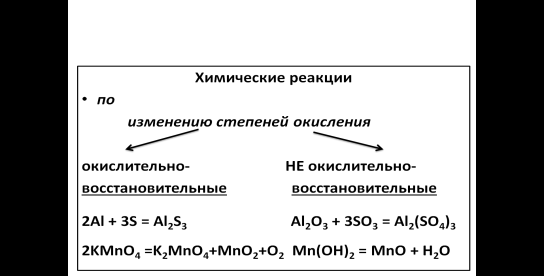 Химические реакции
• по
изменению степеней окисления
окислительно- НЕ окислительно-
восстановительные восстановительные
2Al + 3S = Al₂S₃ Al₂O₃ + 3SO₃ = Al₂(SO₄)₃
2KMnO₄ =K₂MnO₄+MnO₂+O₂ Mn(OH)₂ = MnO + H₂O